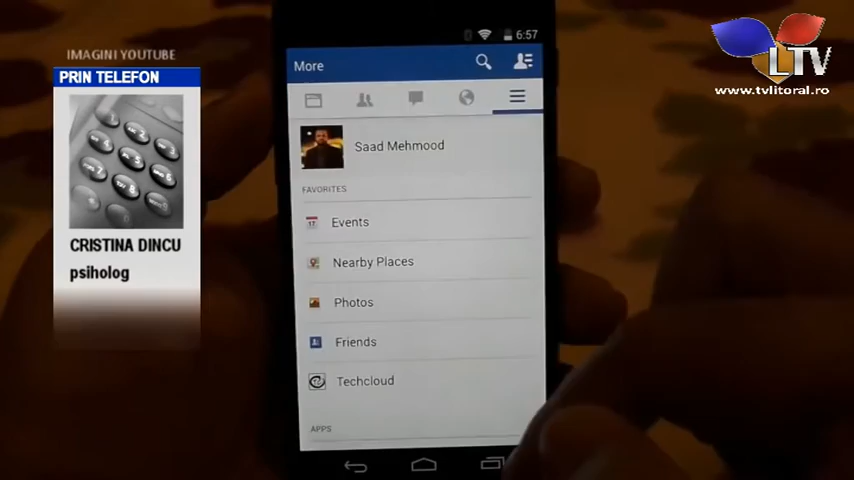 IMAGINI YOUTUBE
PRIN TELEFON
CRISTINA DINCU
psiholog
LTV
www.tvlitoral.ro
6:57
More
Saad Mehmood
FAVORITES
17
Events
Nearby Places
Photos
Friends
Techcloud
APPS